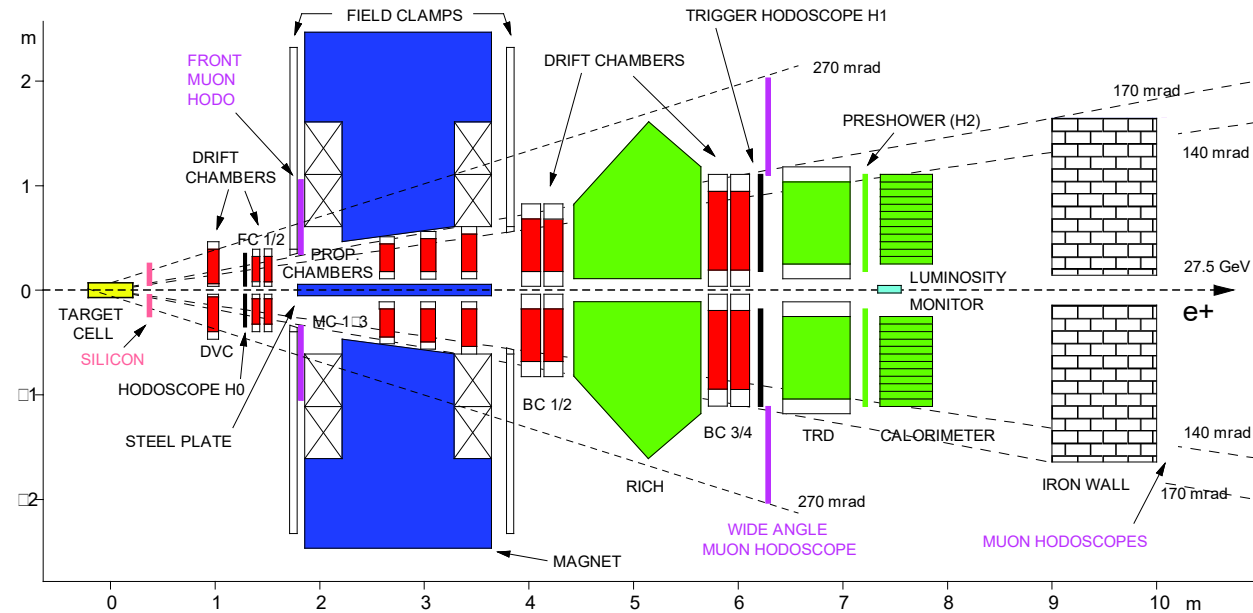 FIELD CLAMPS
TRIGGER HODOSCOPE H1
m
FRONT
MUON
HODO
DRIFT CHAMBERS
270 mrad
170 mrad
2
PRESHOWER (H2)
140 mrad
DRIFT
CHAMBERS
1
FC 1/2
PROP.
CHAMBERS
27.5 GeV
LUMINOSITY
0
MONITOR
e+
TARGET
CELL
MC 1□3
SILICON
DVC
HODOSCOPE H0
□1
BC 1/2
STEEL PLATE
BC 3/4
TRD
CALORIMETER
140 mrad
RICH
IRON WALL
□2
270 mrad
170 mrad
WIDE ANGLE
MUON HODOSCOPE
MUON HODOSCOPES
MAGNET
0 1 2 3 4 5 6 7 8 9 10 m